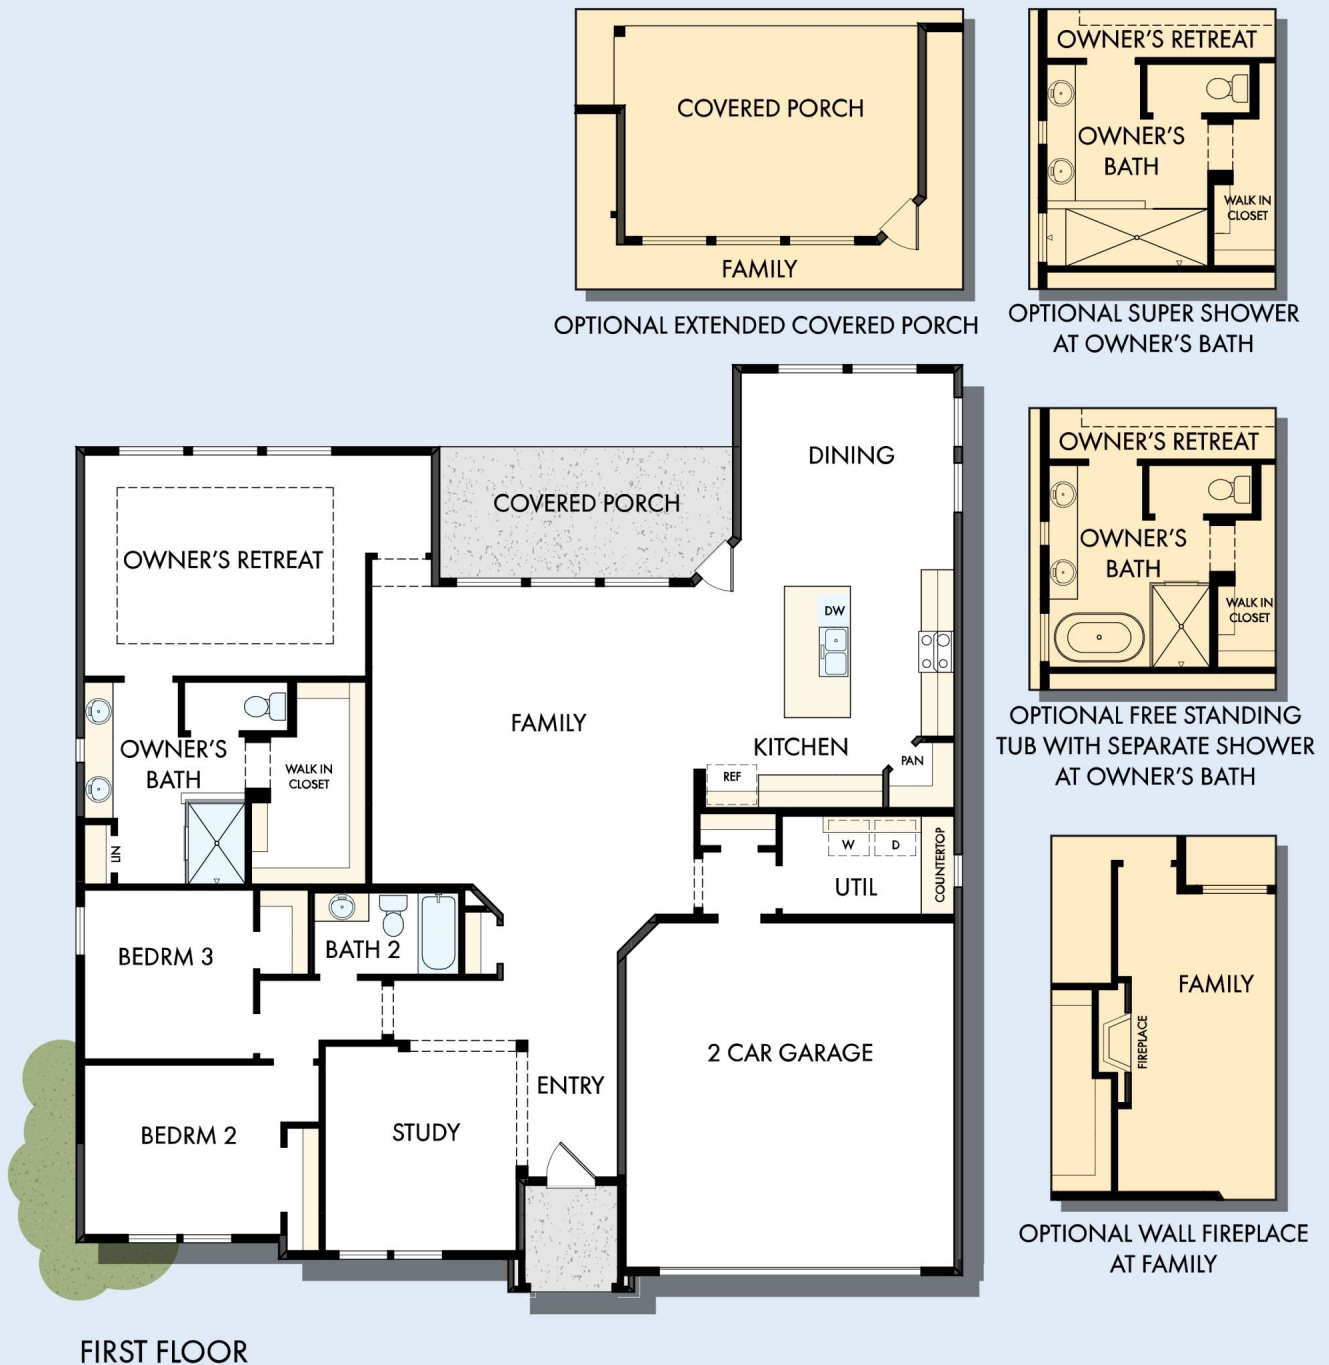 COVERED PORCH
FAMILY
OPTIONAL EXTENDED COVERED PORCH
OWNER'S RETREAT
OWNER'S
BATH
WALK IN
CLOSET
OPTIONAL SUPER SHOWER
AT OWNER'S BATH
OWNER'S RETREAT
OWNER'S
BATH
WALK IN
CLOSET
OPTIONAL FREE STANDING
TUB WITH SEPARATE SHOWER
AT OWNER'S BATH
FAMILY
FIREPLACE
OPTIONAL WALL FIREPLACE
AT FAMILY
DINING
COVERED PORCH
OWNER'S RETREAT
DW
FAMILY
KITCHEN
OWNER'S
BATH
WALK IN
CLOSET
REF
PAN
LIN
W
D
COUNTERTOP
UTIL
BEDRM 3
BATH 2
2 CAR GARAGE
ENTRY
BEDRM 2
STUDY
FIRST FLOOR